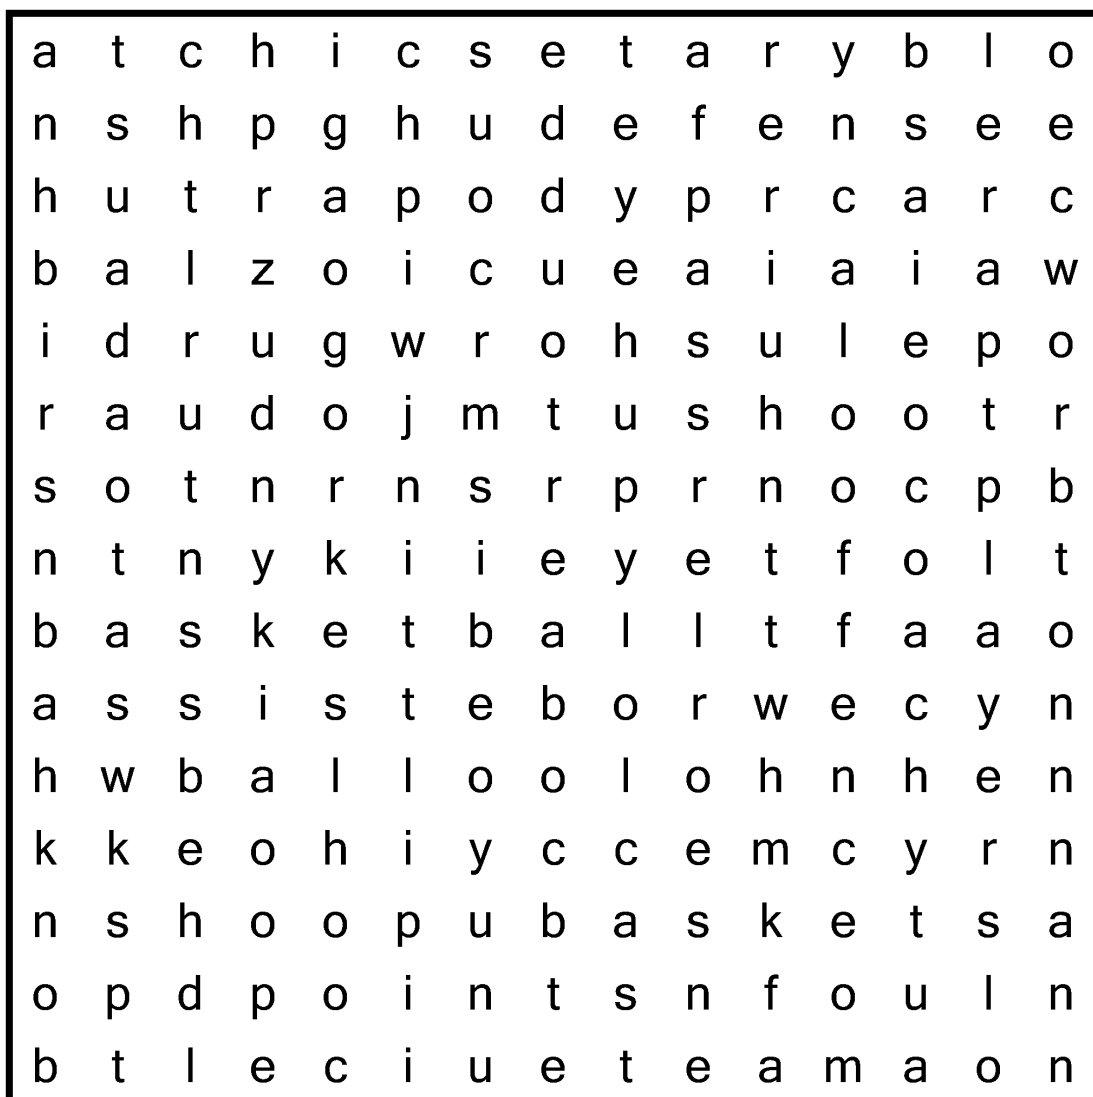 a t c h i c s e t a r y b l o
n s h p g h u d e f e n s e e
h u t r a p o d y p r c a r c
b a l z o i c u e a i a i a w
i d r u g w r o h s u l e p o
r a u d o j m t u s h o o t r
s o t n r n s r p r n o c p b
n t n y k i i e y e t f o l t
b a s k e t b a l l t f a a o
a s s i s t e b o r w e c y n
h w b a l l o o l o h n h e n
k k e o h i y c c e m c y r n
n s h o o p u b a s k e t s a
o p d p o i n t s n f o u l n
b t l e c i u e t e a m a o n